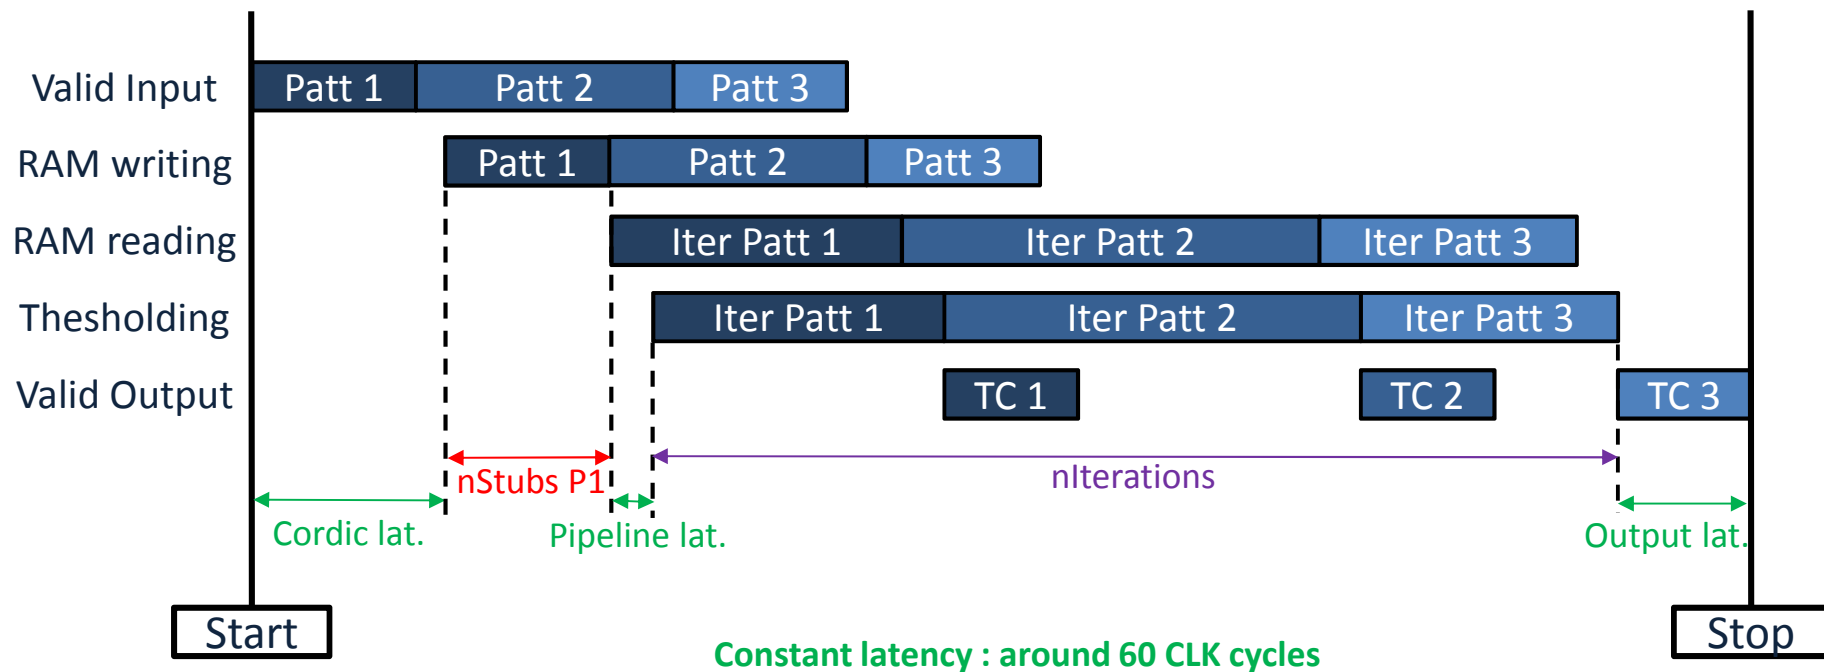 Valid Input Patt 1 Patt 2 Patt 3
RAM writing Patt 1 Patt 2 Patt 3
RAM reading Iter Patt 1 Iter Patt 2 Iter Patt 3
Thesholding Iter Patt 1 Iter Patt 2 Iter Patt 3
Valid Output TC 1 TC 2 TC 3
nStubs P1 nIterations
Cordic lat. Pipeline lat. Output lat.
Start Stop
Constant latency : around 60 CLK cycles